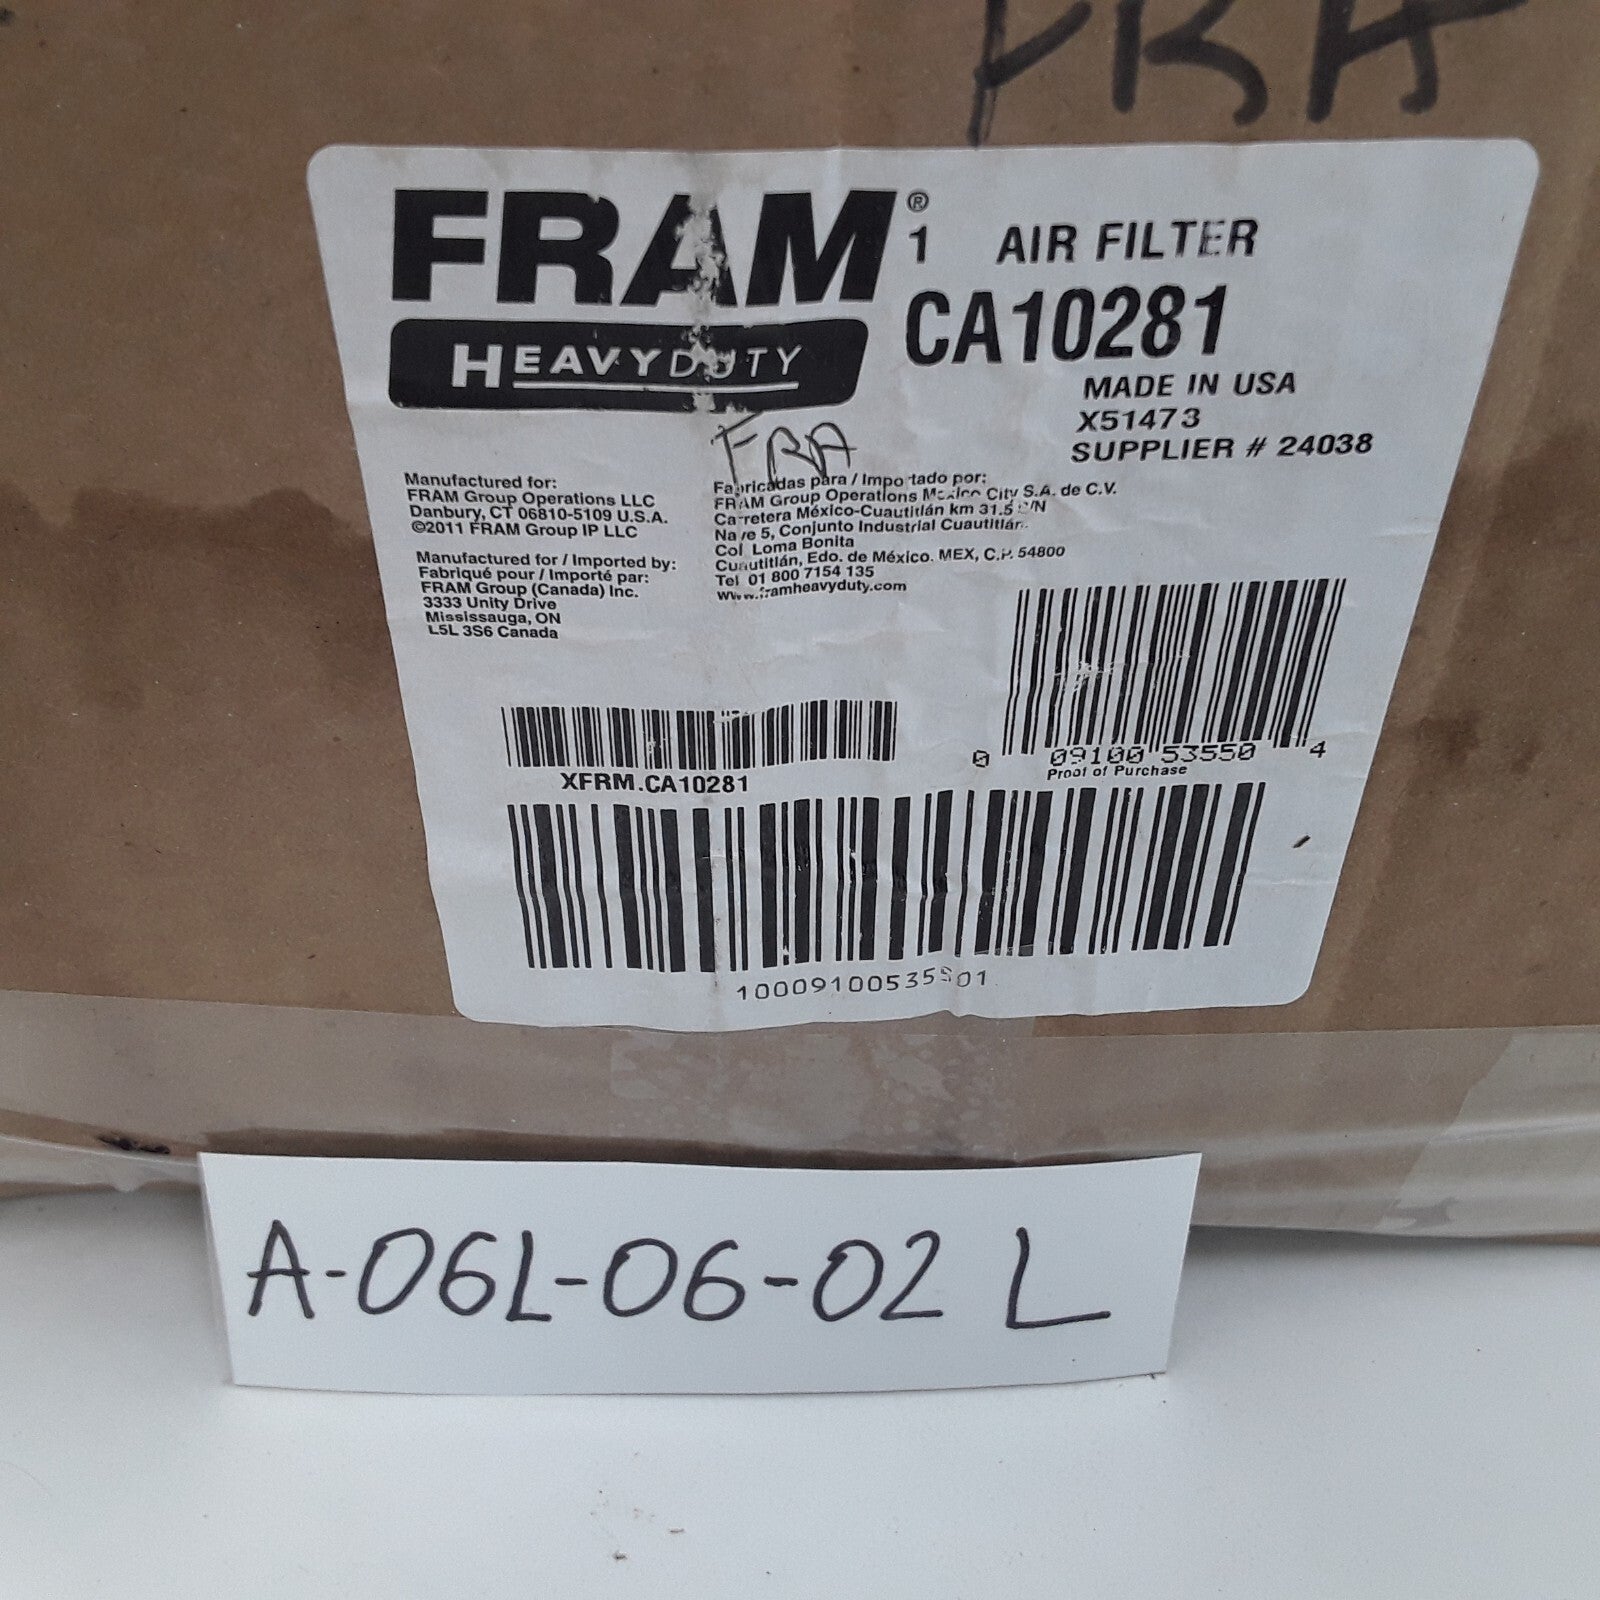 FRA
FRAM®
HEAVYDUTY
1 AIR FILTER
CA10281
MADE IN USA
X51473
SUPPLIER # 24038
FRA
Manufactured for:
FRAM Group Operations LLC
Danbury, CT 06810-5109 U.S.A.
©2011 FRAM Group IP LLC
Manufactured for / Imported by:
Fabriqué pour / Importé par:
FRAM Group (Canada) Inc.
3333 Unity Drive
Mississauga, ON
L5L 3S6 Canada
Fabricadas para / Importado por:
FRAM Group Operations Mexico City S.A. de C.V.
Carretera México-Cuautitlán km 31.5 S/N
Nave 5, Conjunto Industrial Cuautitlán.
Col Loma Bonita
Cuautitlán, Edo. de México. MEX, C.P. 54800
Tel 01 800 7154 135
www.framheavyduty.com
0 09100 53550 4
Proof of Purchase
XFRM.CA10281
10009100535501
A-06L-06-02 L